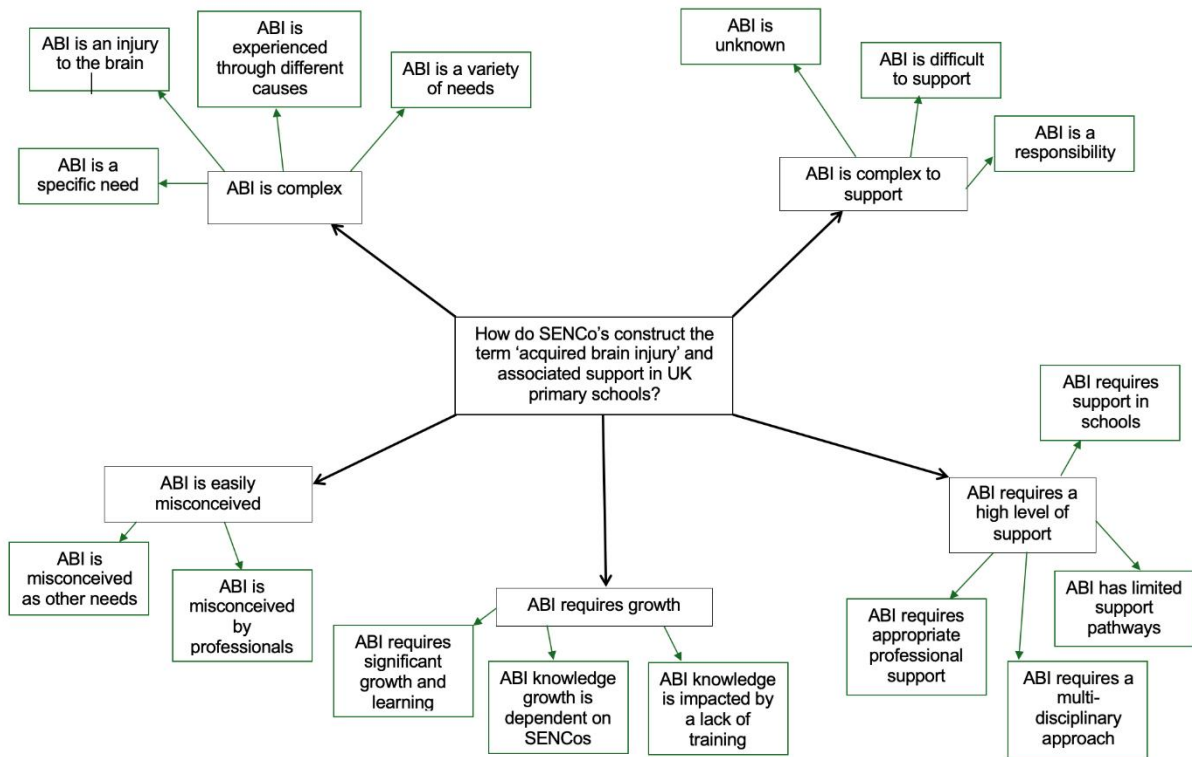 ABI is an injury
to the brain
ABI is
experienced
through different
causes
ABI is a variety
of needs
ABI is a
specific need
ABI is complex
ABI is
unknown
ABI is difficult
to support
ABI is a
responsibility
ABI is complex to
support
How do SENCo’s construct the
term ‘acquired brain injury’ and
associated support in UK
primary schools?
ABI is easily
misconceived
ABI is
misconceived
as other needs
ABI is
misconceived
by
professionals
ABI requires growth
ABI requires
significant
growth and
learning
ABI knowledge
growth is
dependent on
SENCos
ABI knowledge
is impacted by
a lack of
training
ABI requires
support in
schools
ABI requires a
high level of
support
ABI has limited
support
pathways
ABI requires
appropriate
professional
support
ABI requires a
multi-
disciplinary
approach